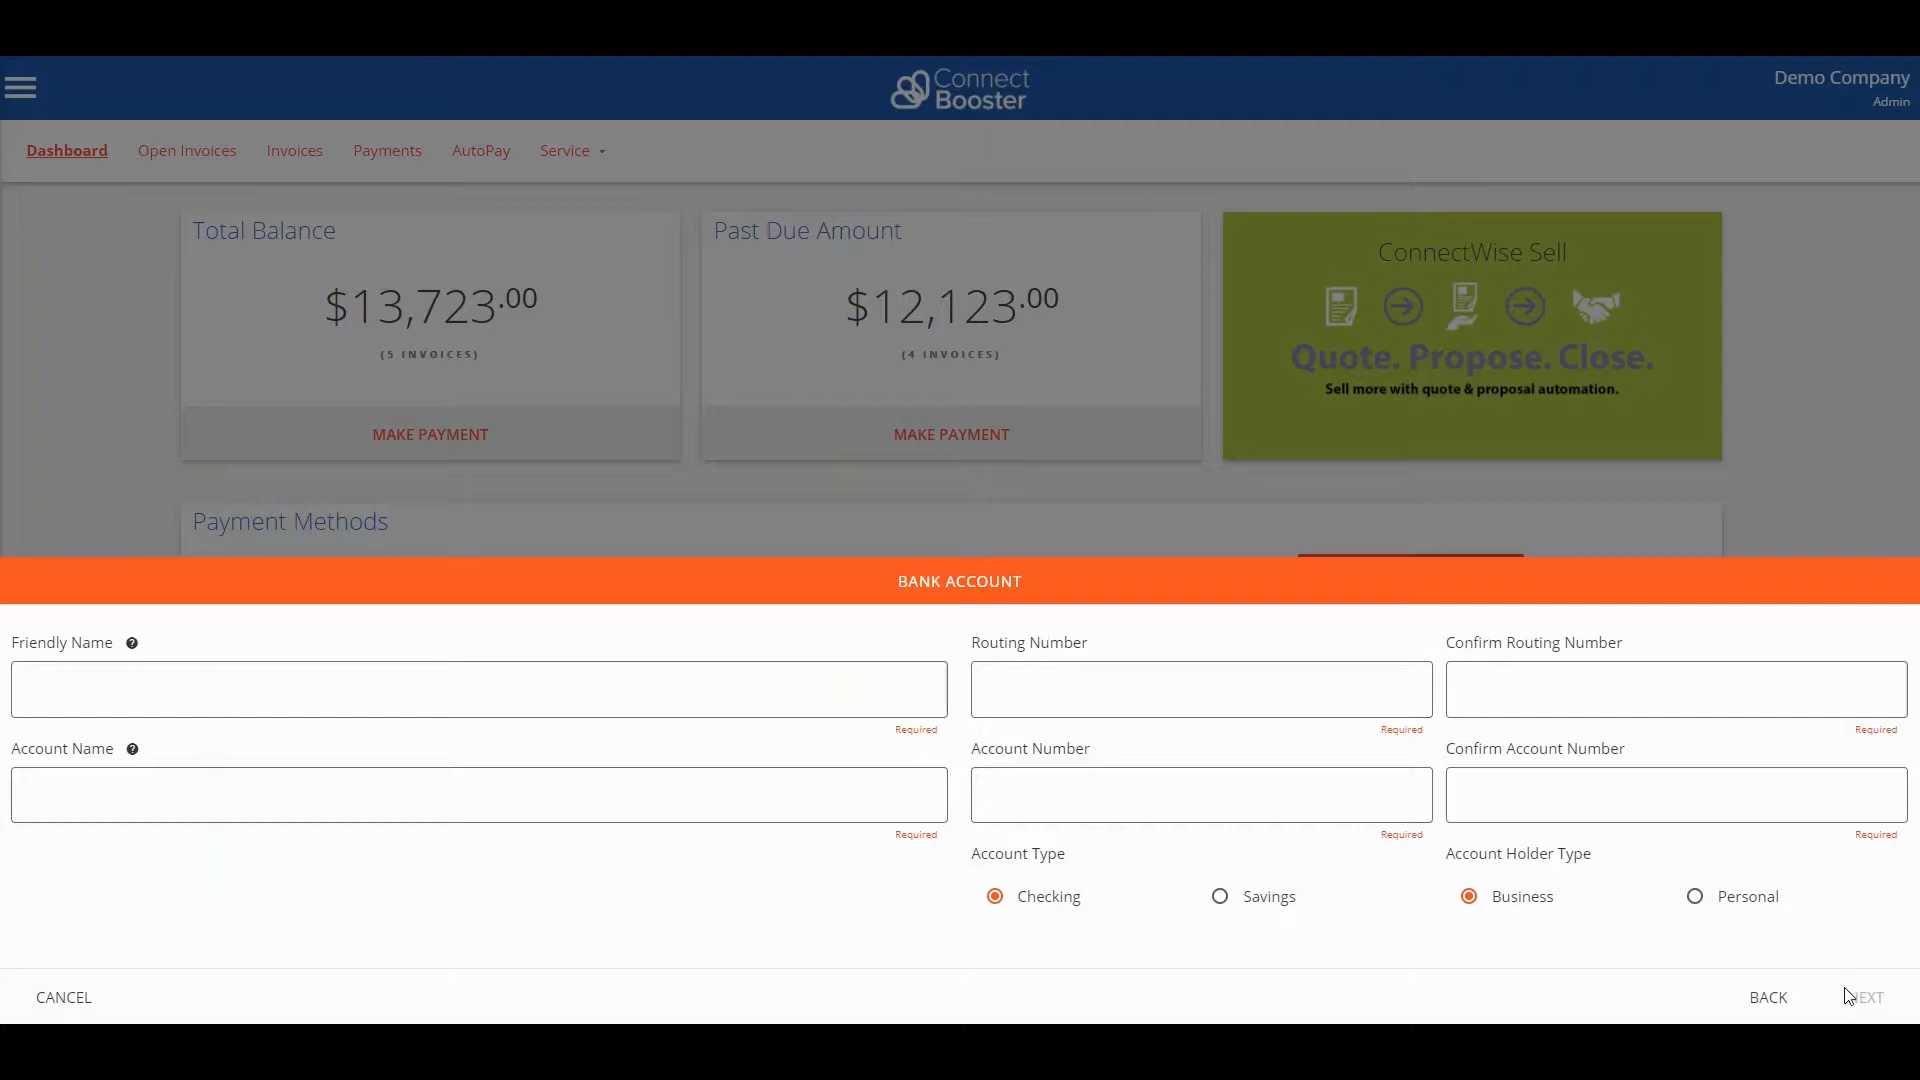 Connect
Booster
Demo Company
Admin
Dashboard
Open Invoices
Invoices
Payments
AutoPay
Service
Total Balance
$13,723.00
(5 INVOICES)
MAKE PAYMENT
Past Due Amount
$12,123.00
(4 INVOICES)
MAKE PAYMENT
ConnectWise Sell
Quote. Propose. Close.
Sell more with quote & proposal automation.
Payment Methods
BANK ACCOUNT
Friendly Name
Required
Account Name
Required
Routing Number
Required
Confirm Routing Number
Required
Account Number
Required
Confirm Account Number
Required
Account Type
Checking
Savings
Account Holder Type
Business
Personal
CANCEL
BACK
NEXT